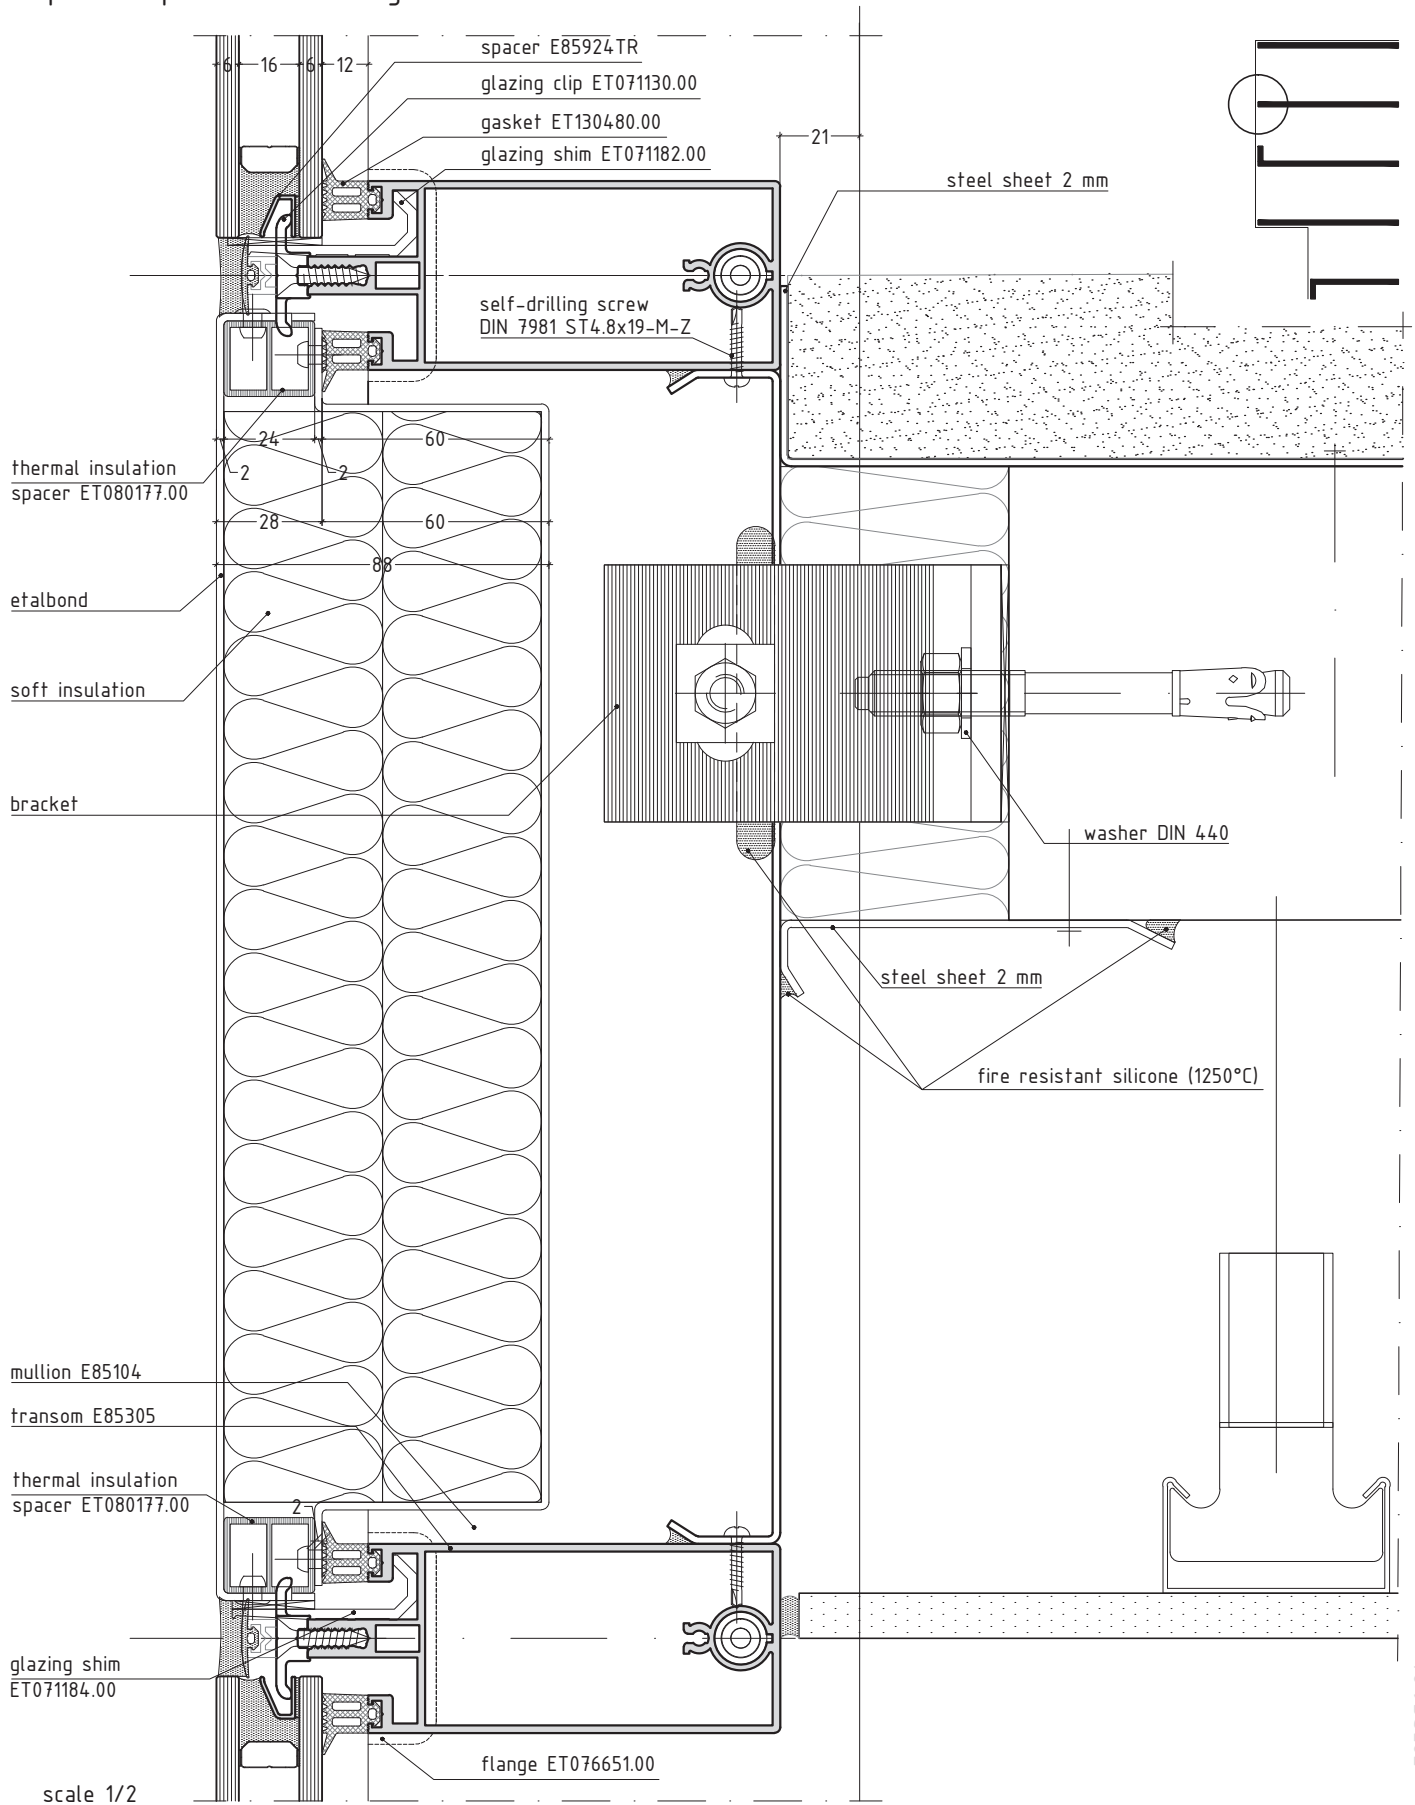 spacer E85924TR
6 16 6 12
glazing clip ET071130.00
gasket ET130480.00
21
glazing shim ET071182.00
steel sheet 2 mm
self-drilling screw
DIN 7981 ST4.8x19-M-Z
24 60
thermal insulation
spacer ET080177.00
2 2
28 60
88
etalbond
soft insulation
bracket
washer DIN 440
steel sheet 2 mm
fire resistant silicone (1250°C)
mullion E85104
transom E85305
thermal insulation
spacer ET080177.00
2
glazing shim
ET071184.00
flange ET076651.00
scale 1/2